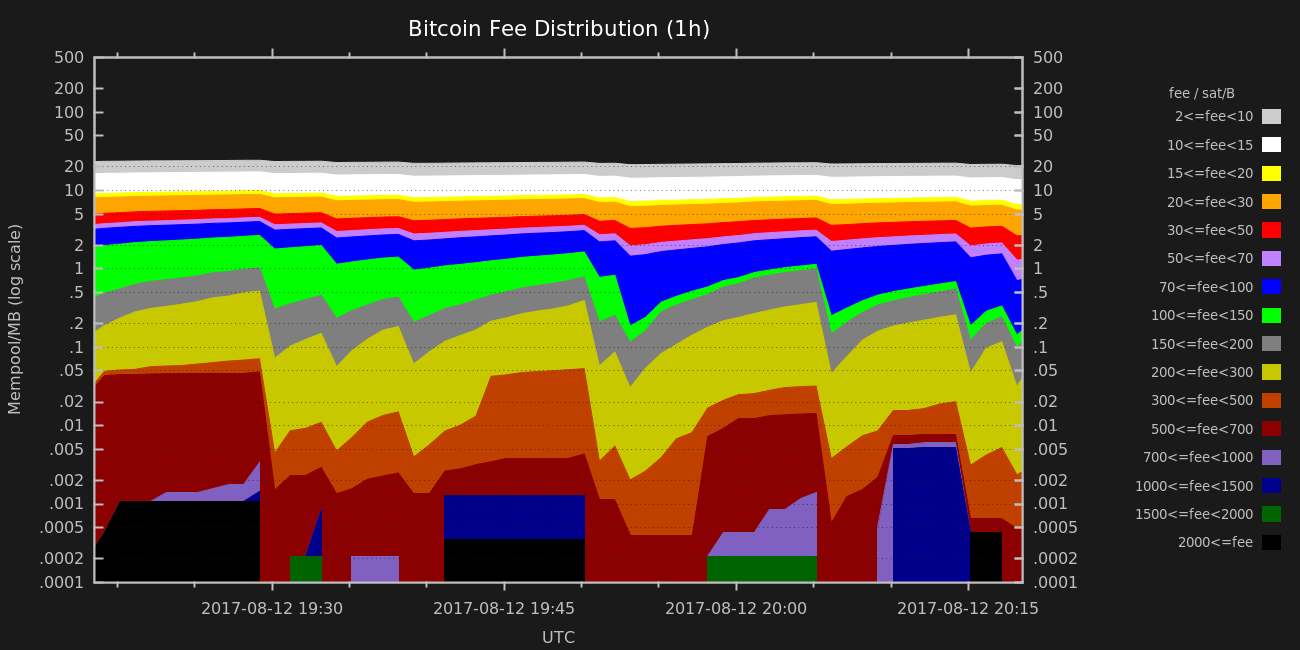 Bitcoin Fee Distribution (1h)
Mempool/MB (log scale)
500
200
100
50
20
10
5
2
1
.5
.2
.1
.05
.02
.01
.005
.002
.001
.0005
.0002
.0001
500
200
100
50
20
10
5
2
1
.5
.2
.1
.05
.02
.01
.005
.002
.001
.0005
.0002
.0001
2017-08-12 19:30 2017-08-12 19:45 2017-08-12 20:00 2017-08-12 20:15
UTC
fee / sat/B
2<=fee<10
10<=fee<15
15<=fee<20
20<=fee<30
30<=fee<50
50<=fee<70
70<=fee<100
100<=fee<150
150<=fee<200
200<=fee<300
300<=fee<500
500<=fee<700
700<=fee<1000
1000<=fee<1500
1500<=fee<2000
2000<=fee